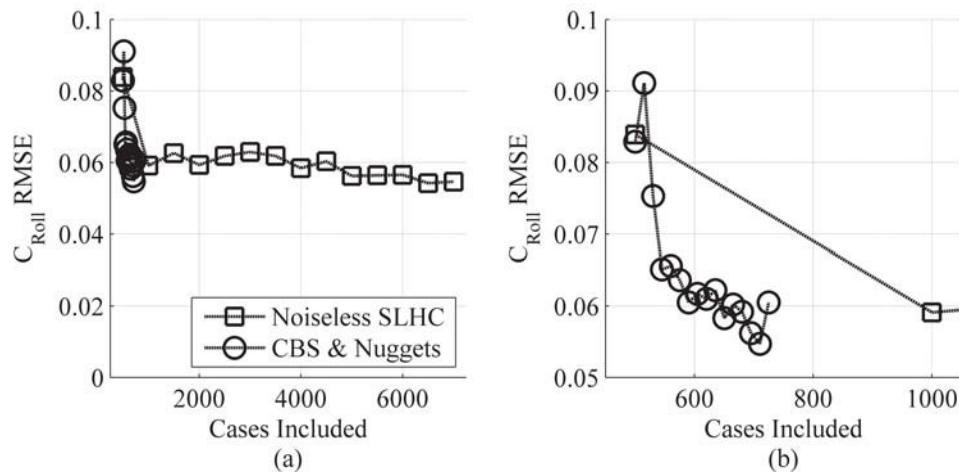 0.1
0.08
0.06
0.04
0.02
0
C_Roll RMSE
Noiseless SLHC
CBS & Nuggets
2000 4000 6000
Cases Included
(a)
0.1
0.09
0.08
0.07
0.06
0.05
C_Roll RMSE
600 800 1000
Cases Included
(b)